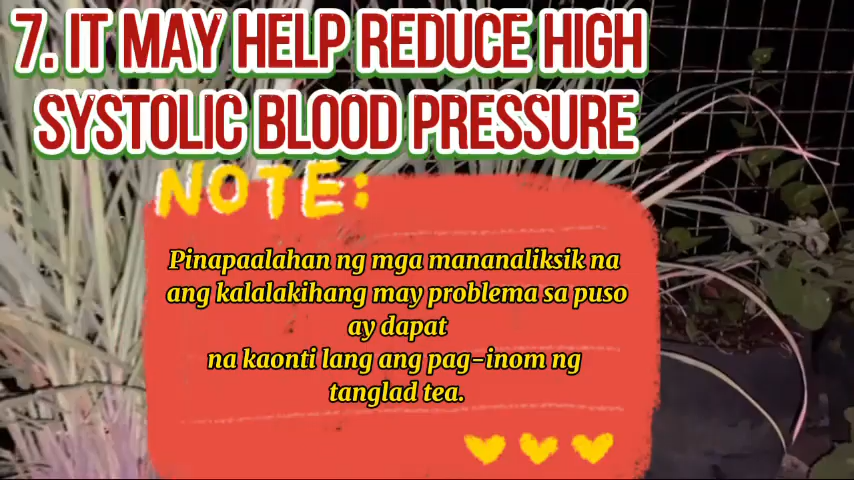 7. IT MAY HELP REDUCE HIGH
SYSTOLIC BLOOD PRESSURE
NOTE:
Pinapaalahan ng mga mananaliksik na
ang kalalakihang may problema sa puso
ay dapat
na kaonti lang ang pag-inom ng
tanglad tea.